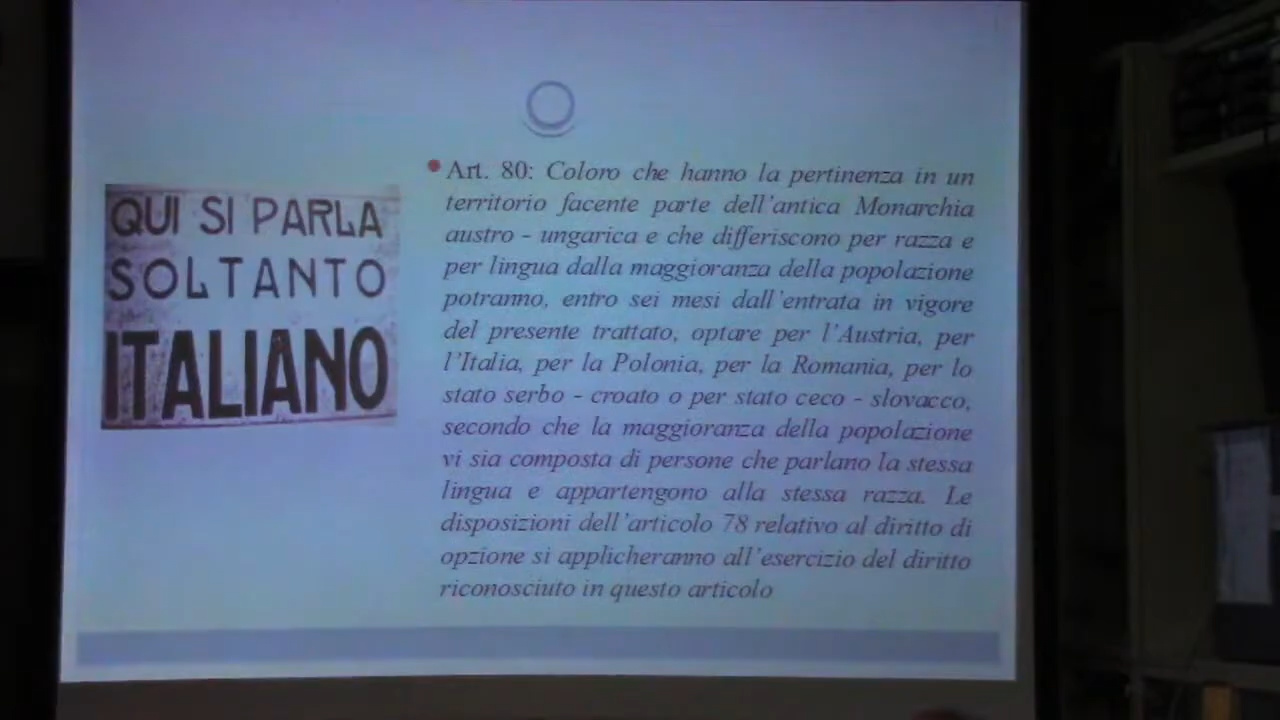 QUI SI PARLA
SOLTANTO
ITALIANO
Art. 80: Coloro che hanno la pertinenza in un
territorio facente parte dell'antica Monarchia
austro - ungarica e che differiscono per razza e
per lingua dalla maggioranza della popolazione
potranno, entro sei mesi dall'entrata in vigore
del presente trattato, optare per l'Austria, per
l'Italia, per la Polonia, per la Romania, per lo
stato serbo - croato o per stato ceco - slovacco,
secondo che la maggioranza della popolazione
vi sia composta di persone che parlano la stessa
lingua e appartengono alla stessa razza. Le
disposizioni dell'articolo 78 relativo al diritto di
opzione si applicheranno all'esercizio del diritto
riconosciuto in questo articolo